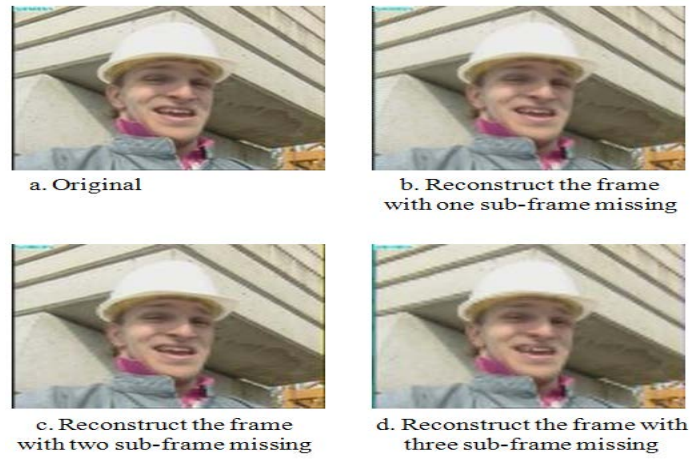 a. Original
b. Reconstruct the frame
with one sub-frame missing
c. Reconstruct the frame
with two sub-frame missing
d. Reconstruct the frame with
three sub-frame missing